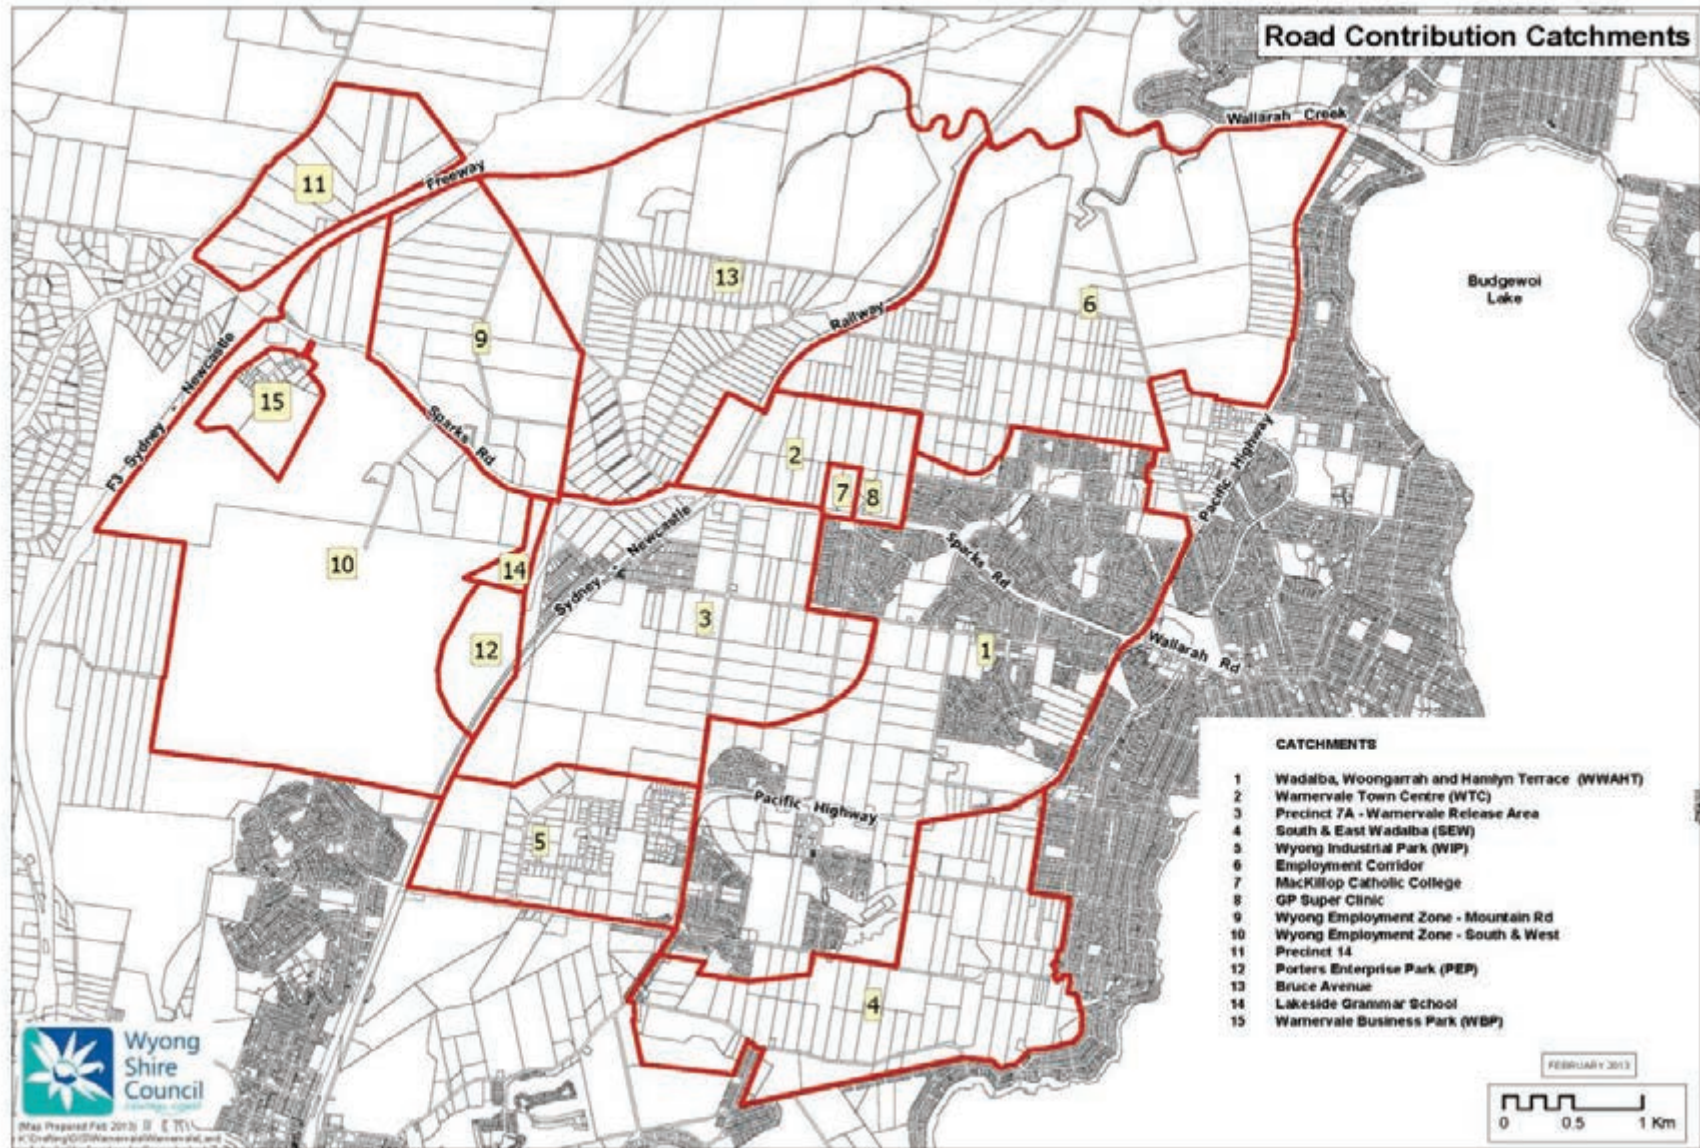 Road Contribution Catchments
Wallarah Creek
11
Freeway
13
Budgewoi
Lake
6
Railway
9
Newcastle
15
Sydney
F3
Sparks Rd
Pacific Highway
2
7
8
10
14
Sydney - Newcastle
Sparks Rd
3
12
1
Wallarah Rd
Pacific Highway
5
4
CATCHMENTS
1 Wadalba, Woongarrah and Hamlyn Terrace (WWAHT)
2 Warnervale Town Centre (WTC)
3 Precinct 7A - Warnervale Release Area
4 South & East Wadalba (SEW)
5 Wyong Industrial Park (WIP)
6 Employment Corridor
7 MacKillop Catholic College
8 GP Super Clinic
9 Wyong Employment Zone - Mountain Rd
10 Wyong Employment Zone - South & West
11 Precinct 14
12 Porters Enterprise Park (PEP)
13 Bruce Avenue
14 Lakeside Grammar School
15 Warnervale Business Park (WBP)
Wyong
Shire
Council
(Map Prepared Feb 2013)
FEBRUARY 2013
0 0.5 1 Km